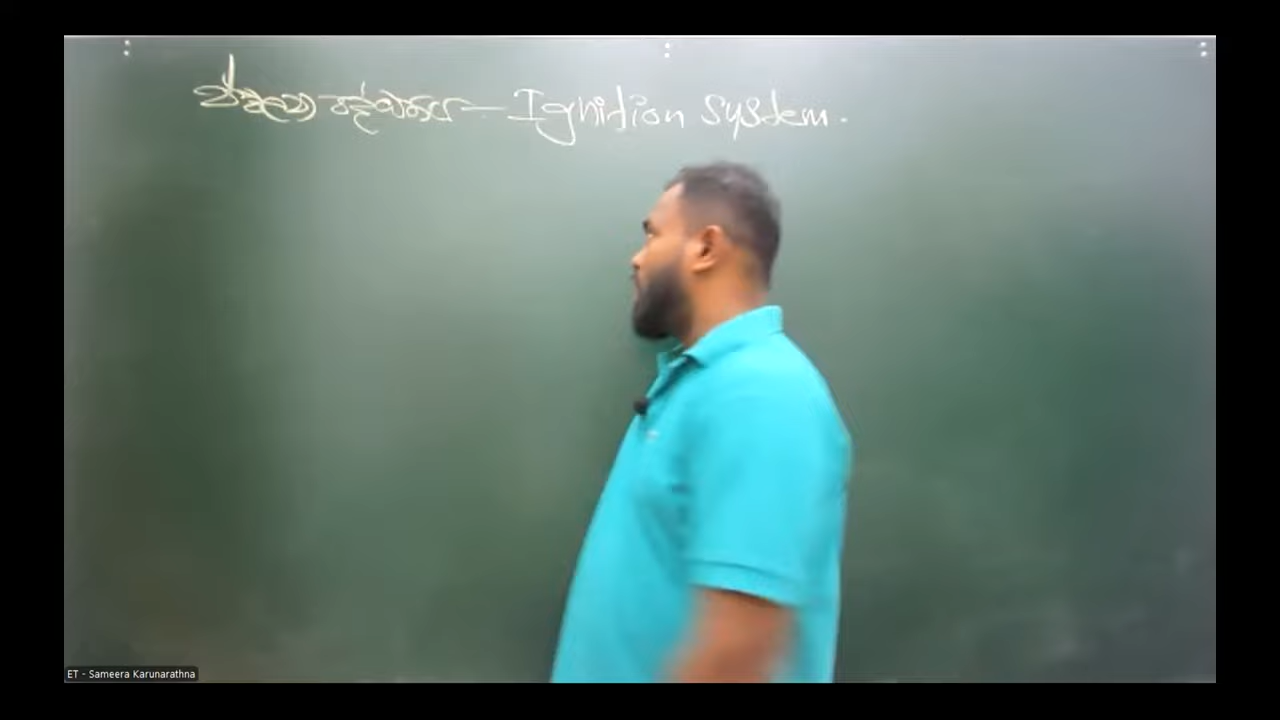 ජ්වලන පද්ධතිය — Ignition System.
ET - Sameera Karunarathna